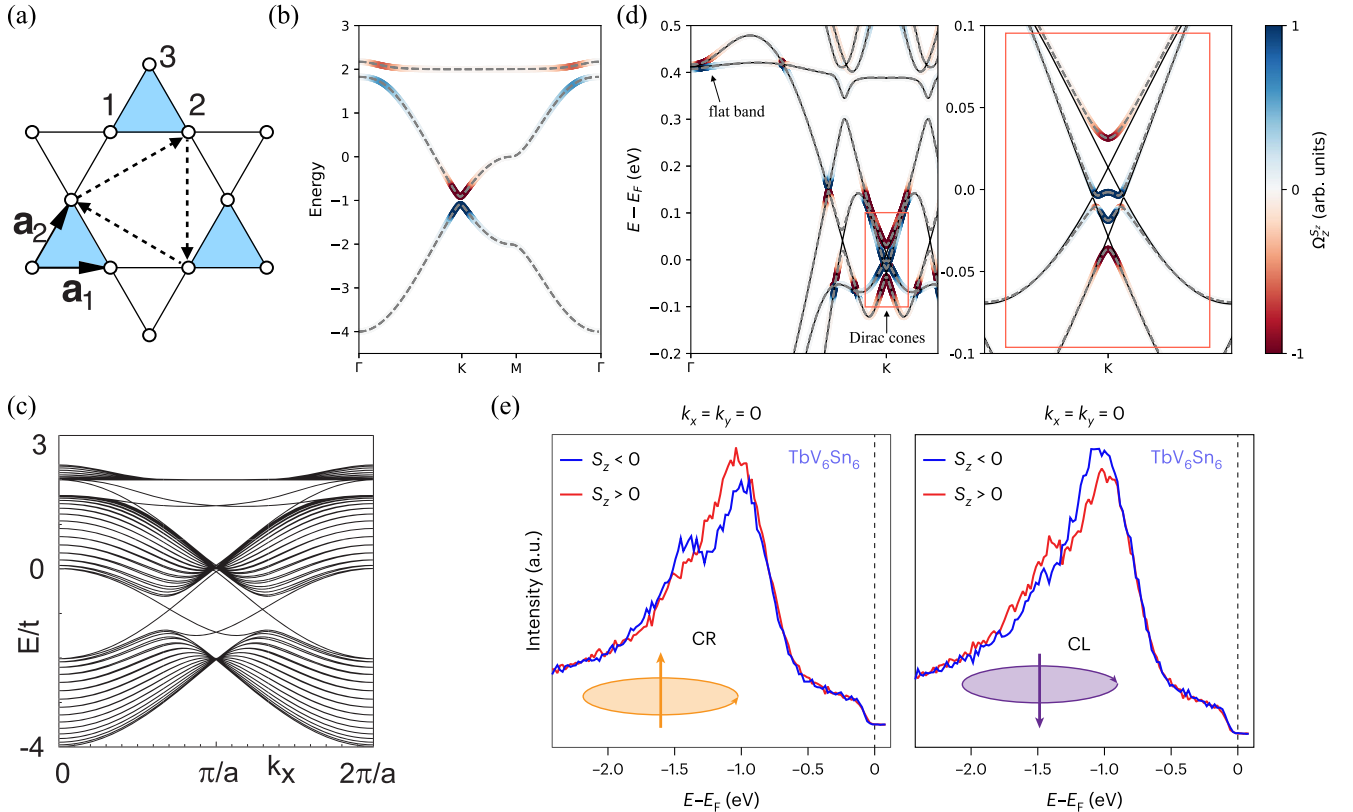 (a)
3
1 2
a2
a1
(b)
3
2
1
0
−1
−2
−3
−4
Energy
Γ K M Γ
(d)
0.5
0.4
0.3
0.2
0.1
0.0
−0.1
−0.2
E − EF (eV)
flat band
Dirac cones
Γ K
0.1
0.05
0.0
−0.05
−0.1
K
1
0
-1
Ω_z^{S_z} (arb. units)
(c)
3
0
-4
E/t
0 π/a kx 2π/a
(e)
kx = ky = 0
Sz < 0
Sz > 0
TbV6Sn6
CR
Intensity (a.u.)
−2.0 −1.5 −1.0 −0.5 0
E–EF (eV)
kx = ky = 0
Sz < 0
Sz > 0
TbV6Sn6
CL
−2.0 −1.5 −1.0 −0.5 0
E–EF (eV)